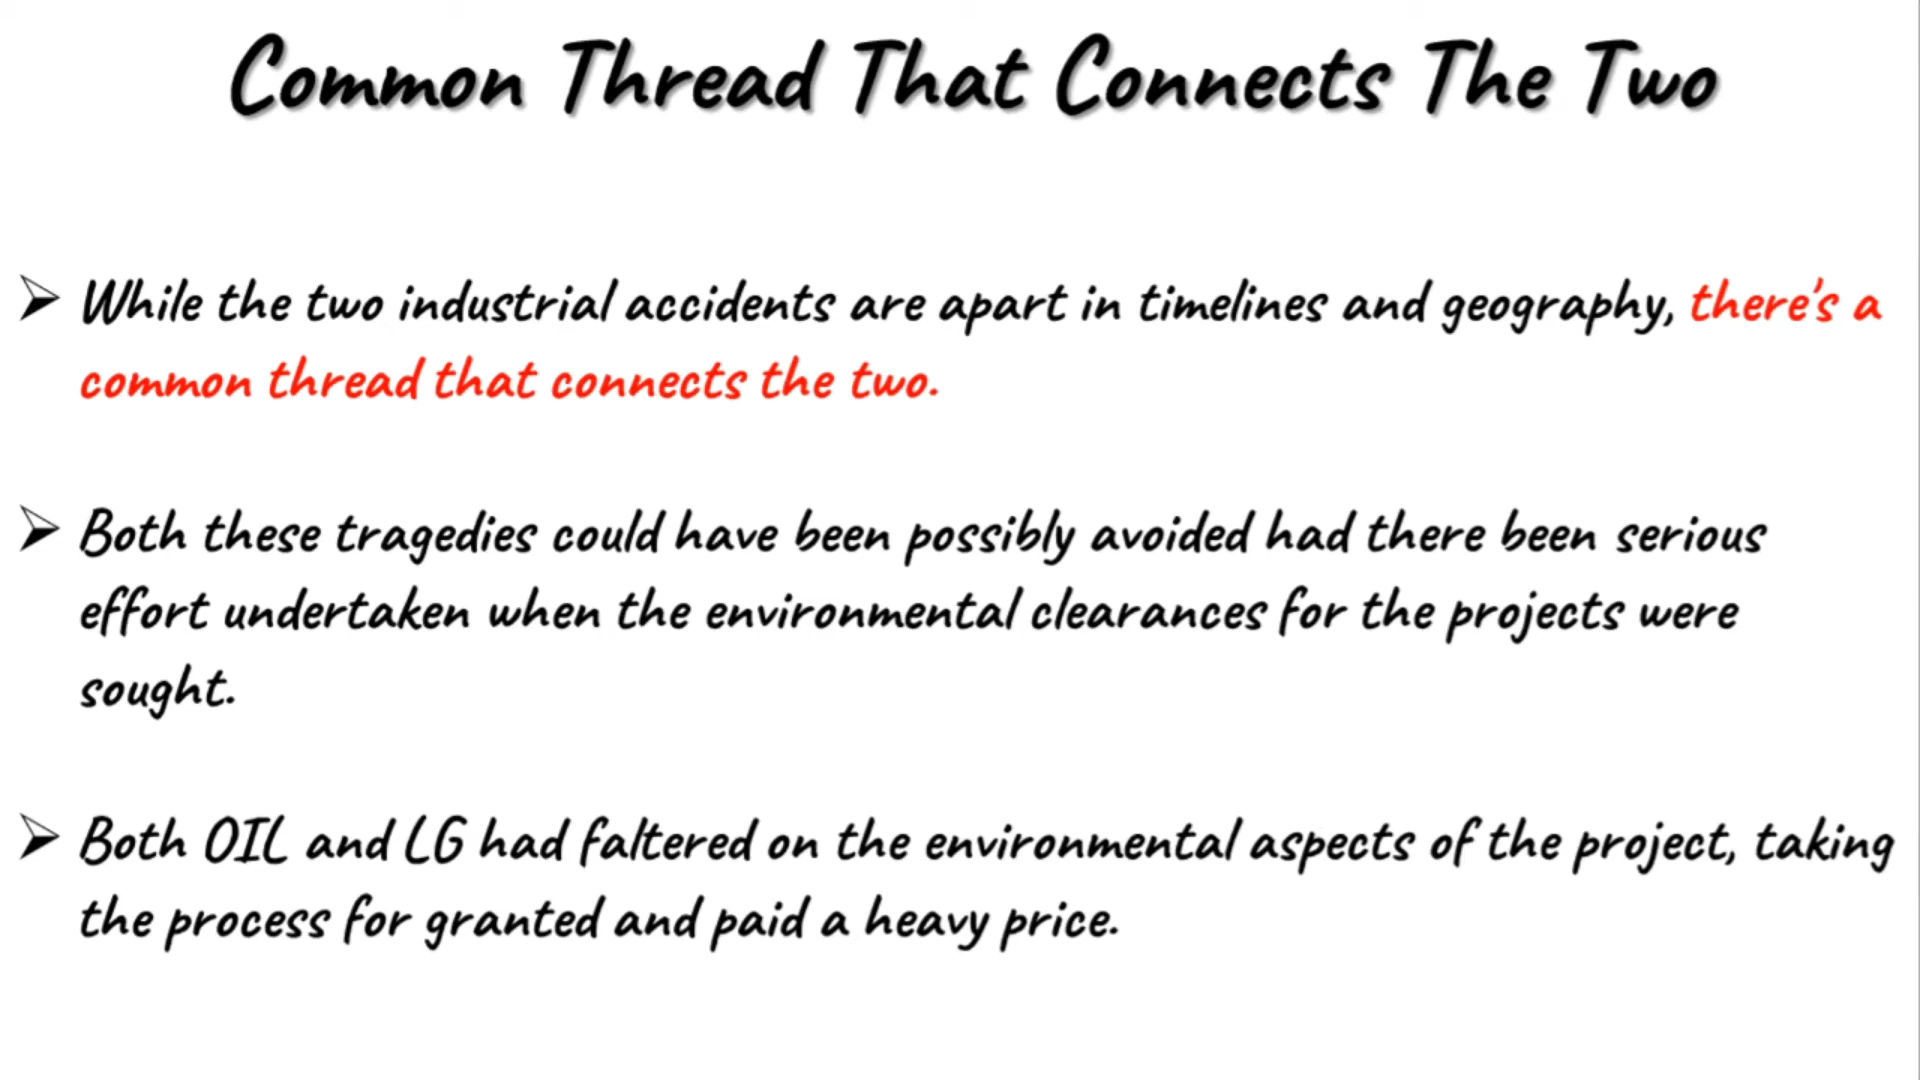 Common Thread That Connects The Two
While the two industrial accidents are apart in timelines and geography, there's a
common thread that connects the two.
Both these tragedies could have been possibly avoided had there been serious
effort undertaken when the environmental clearances for the projects were
sought.
Both OIL and LG had faltered on the environmental aspects of the project, taking
the process for granted and paid a heavy price.